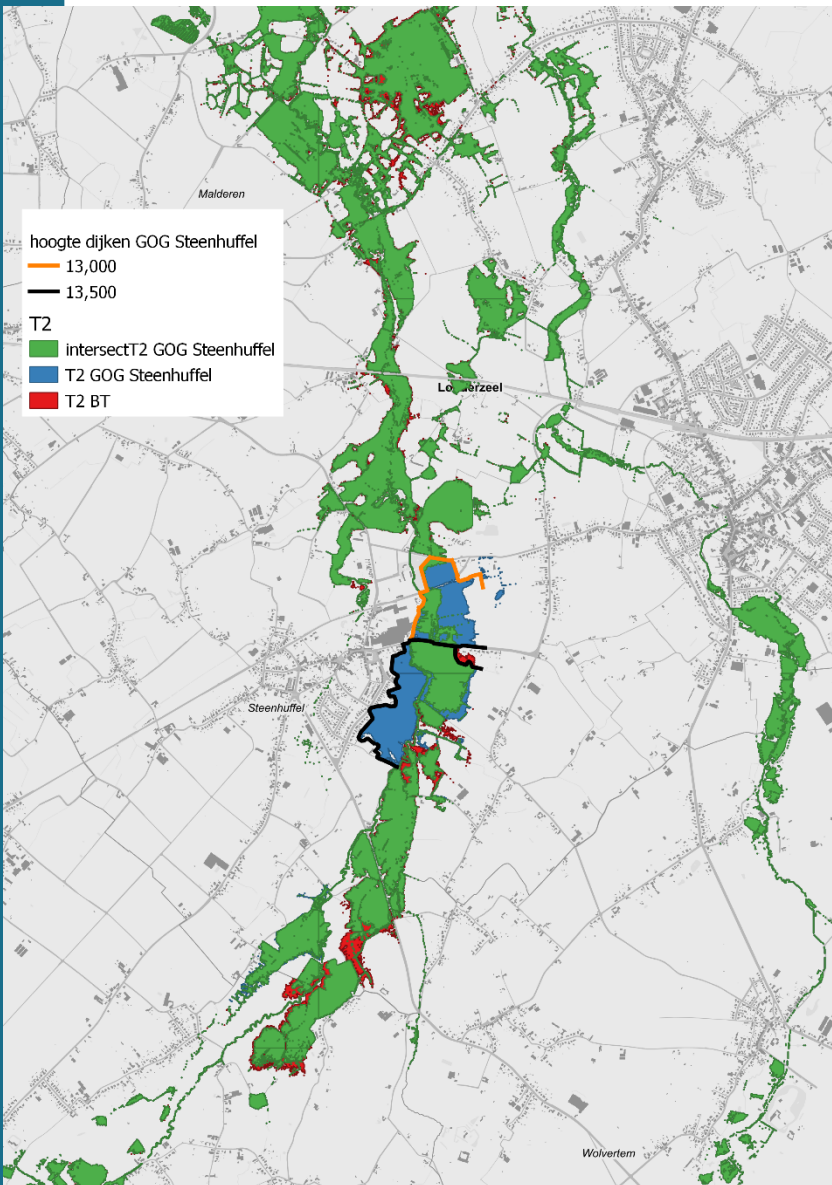 Malderen
hoogte dijken GOG Steenhuffel
13,000
13,500
T2
intersectT2 GOG Steenhuffel
T2 GOG Steenhuffel
T2 BT
Steenhuffel
Wolvertem